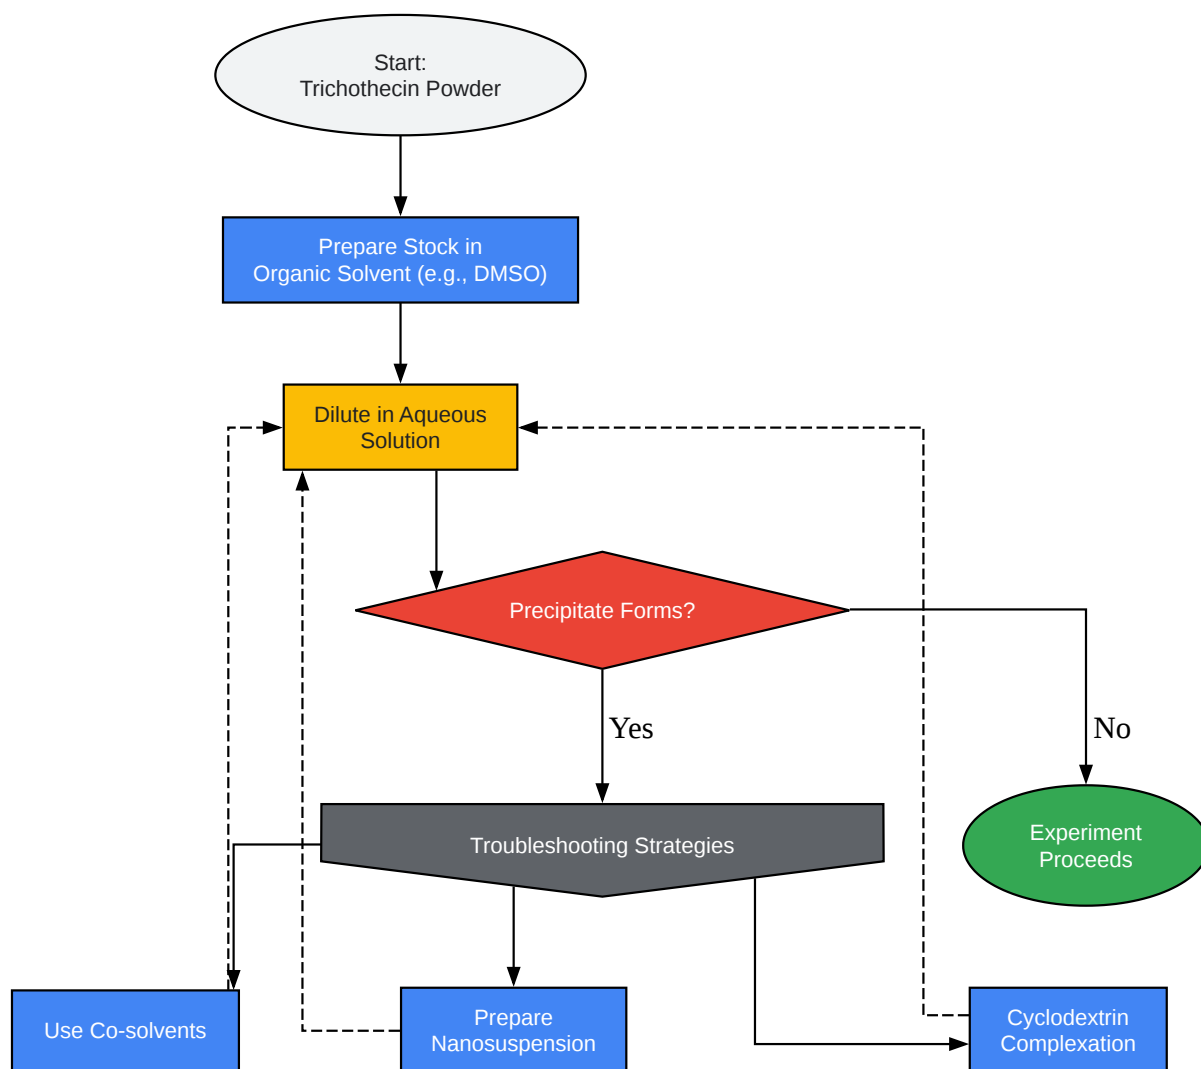 Start:
Trichothecin Powder
Prepare Stock in
Organic Solvent (e.g., DMSO)
Dilute in Aqueous
Solution
Precipitate Forms?
Yes
No
Troubleshooting Strategies
Experiment
Proceeds
Use Co-solvents
Prepare
Nanosuspension
Cyclodextrin
Complexation